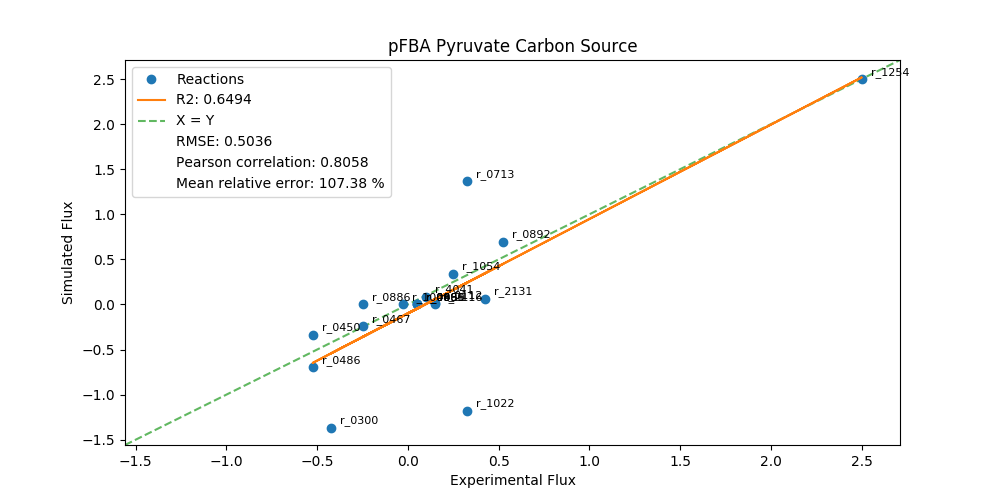 pFBA Pyruvate Carbon Source
Reactions
R2: 0.6494
X = Y
RMSE: 0.5036
Pearson correlation: 0.8058
Mean relative error: 107.38 %
2.5
2.0
1.5
1.0
0.5
0.0
−0.5
−1.0
−1.5
Simulated Flux
r_1254
r_0713
r_0892
r_1054
r_4041
r_2131
r_0886
r_0467
r_0450
r_0486
r_1022
r_0300
−1.5 −1.0 −0.5 0.0 0.5 1.0 1.5 2.0 2.5
Experimental Flux